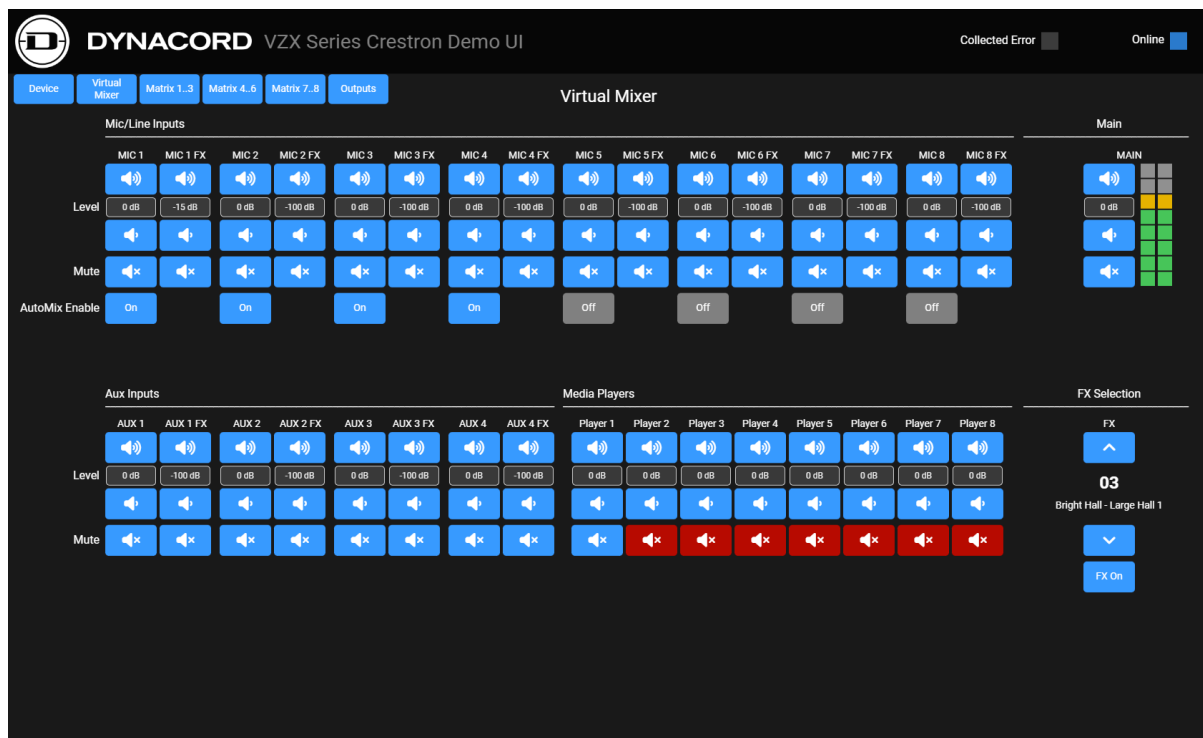 DYNACORD VZX Series Crestron Demo UI Collected Error Online
Device Virtual Mixer Matrix 1..3 Matrix 4..6 Matrix 7..8 Outputs
Virtual Mixer
Mic/Line Inputs Main
MIC 1 MIC 1 FX MIC 2 MIC 2 FX MIC 3 MIC 3 FX MIC 4 MIC 4 FX MIC 5 MIC 5 FX MIC 6 MIC 6 FX MIC 7 MIC 7 FX MIC 8 MIC 8 FX MAIN
Level 0 dB -15 dB 0 dB -100 dB 0 dB -100 dB 0 dB -100 dB 0 dB -100 dB 0 dB -100 dB 0 dB -100 dB 0 dB -100 dB 0 dB
Mute
AutoMix Enable On On On On Off Off Off Off
Aux Inputs Media Players FX Selection
AUX 1 AUX 1 FX AUX 2 AUX 2 FX AUX 3 AUX 3 FX AUX 4 AUX 4 FX Player 1 Player 2 Player 3 Player 4 Player 5 Player 6 Player 7 Player 8 FX
Level 0 dB -100 dB 0 dB -100 dB 0 dB -100 dB 0 dB -100 dB 0 dB 0 dB 0 dB 0 dB 0 dB 0 dB 0 dB 0 dB
03
Bright Hall - Large Hall 1
Mute
FX On